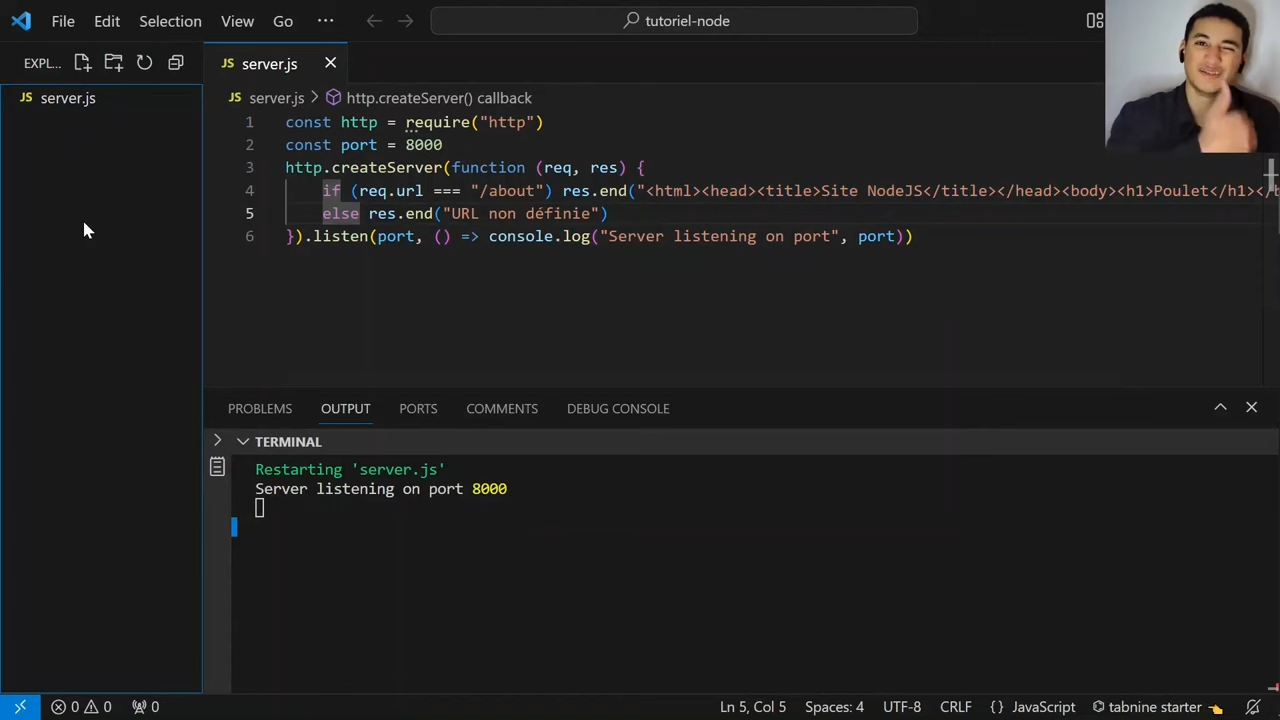 File Edit Selection View Go ··· tutoriel-node
EXPL... server.js
server.js
server.js > http.createServer() callback
1 const http = require("http")
2 const port = 8000
3 http.createServer(function (req, res) {
4 if (req.url === "/about") res.end("<html><head><title>Site NodeJS</title></head><body><h1>Poulet</h1></b
5 else res.end("URL non définie")
6 }).listen(port, () => console.log("Server listening on port", port))
PROBLEMS OUTPUT PORTS COMMENTS DEBUG CONSOLE
TERMINAL
Restarting 'server.js'
Server listening on port 8000
0 0 0 Ln 5, Col 5 Spaces: 4 UTF-8 CRLF {} JavaScript tabnine starter